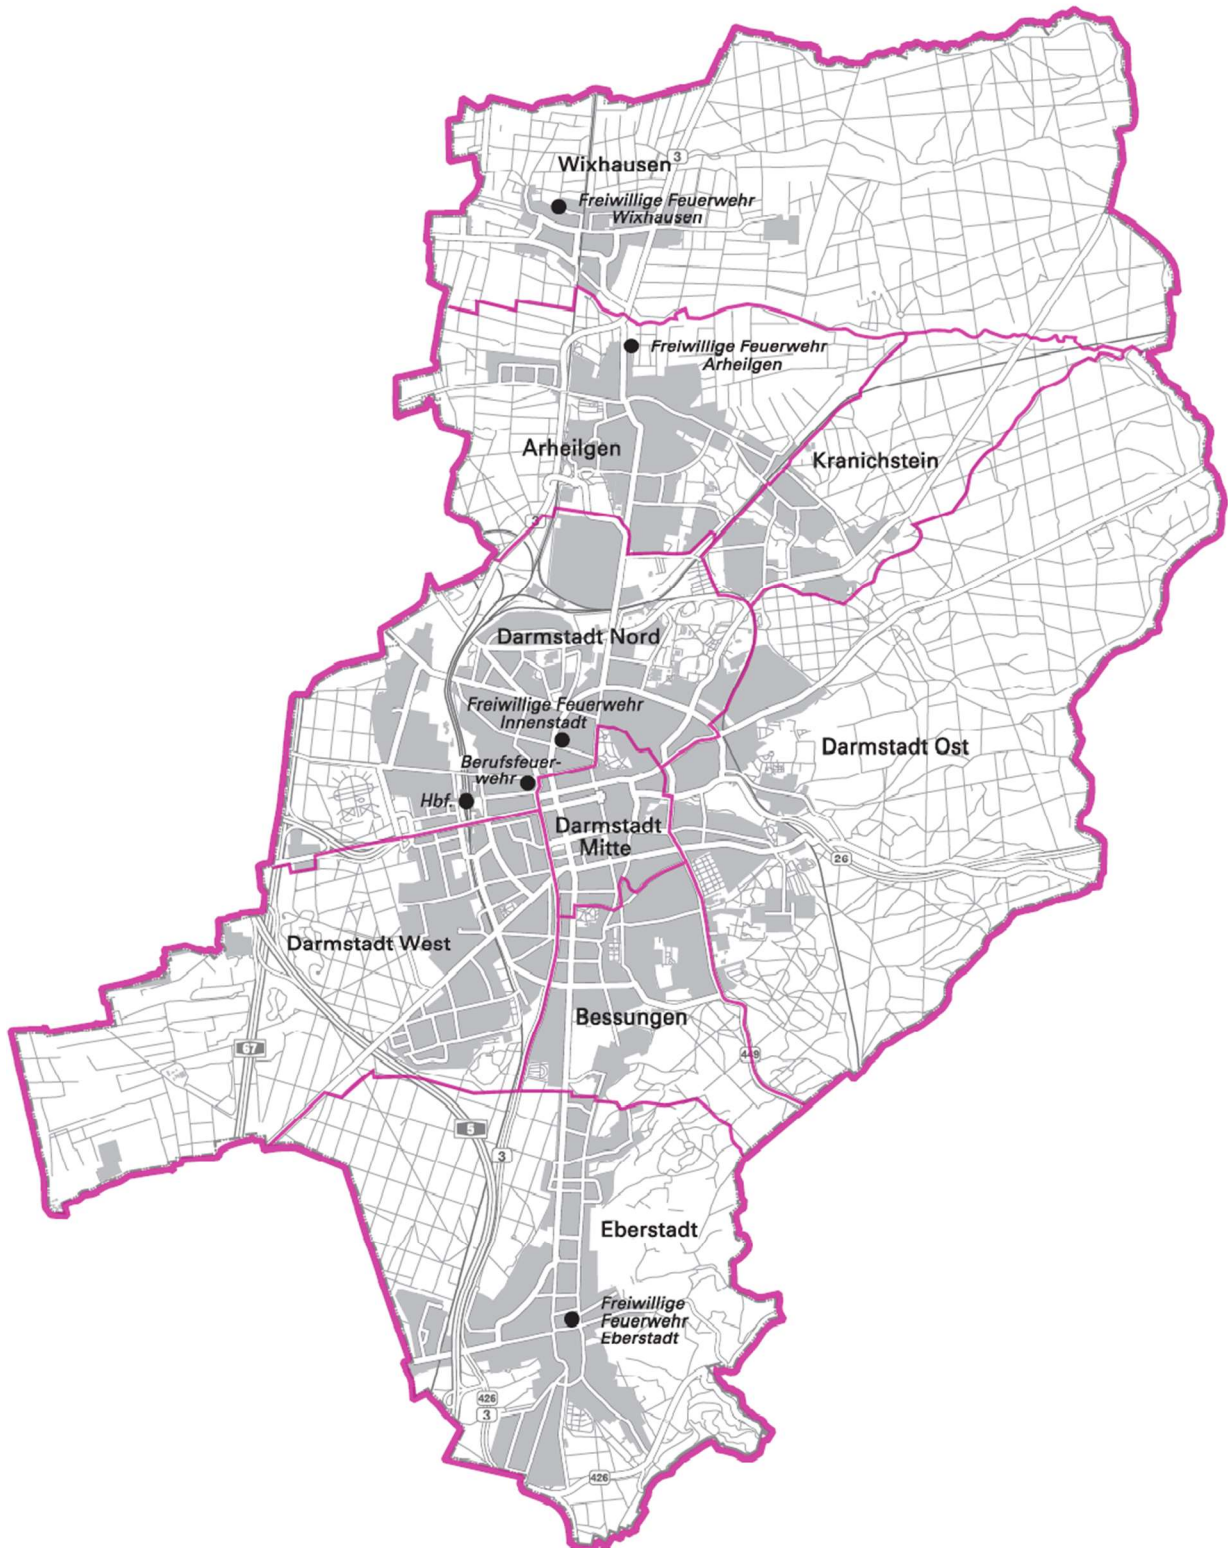 3
Wixhausen
Freiwillige Feuerwehr
Wixhausen
Freiwillige Feuerwehr
Arheilgen
Arheilgen
Kranichstein
3
Darmstadt Nord
Freiwillige Feuerwehr
Innenstadt
Berufsfeuer-
wehr
Hbf.
Darmstadt Ost
Darmstadt
Mitte
26
Darmstadt West
Bessungen
67
449
5
3
Eberstadt
Freiwillige
Feuerwehr
Eberstadt
426
3
426